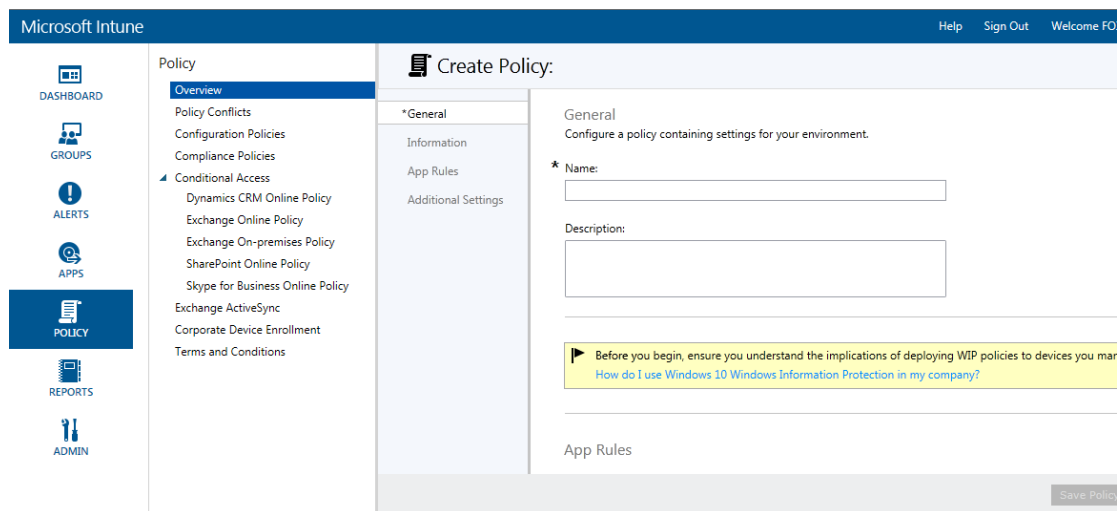 Microsoft Intune
Help Sign Out Welcome FO
DASHBOARD
GROUPS
ALERTS
APPS
POLICY
REPORTS
ADMIN
Policy
Overview
Policy Conflicts
Configuration Policies
Compliance Policies
Conditional Access
Dynamics CRM Online Policy
Exchange Online Policy
Exchange On-premises Policy
SharePoint Online Policy
Skype for Business Online Policy
Exchange ActiveSync
Corporate Device Enrollment
Terms and Conditions
Create Policy:
*General
Information
App Rules
Additional Settings
General
Configure a policy containing settings for your environment.
* Name:
Description:
Before you begin, ensure you understand the implications of deploying WIP policies to devices you mar
How do I use Windows 10 Windows Information Protection in my company?
App Rules
Save Policy